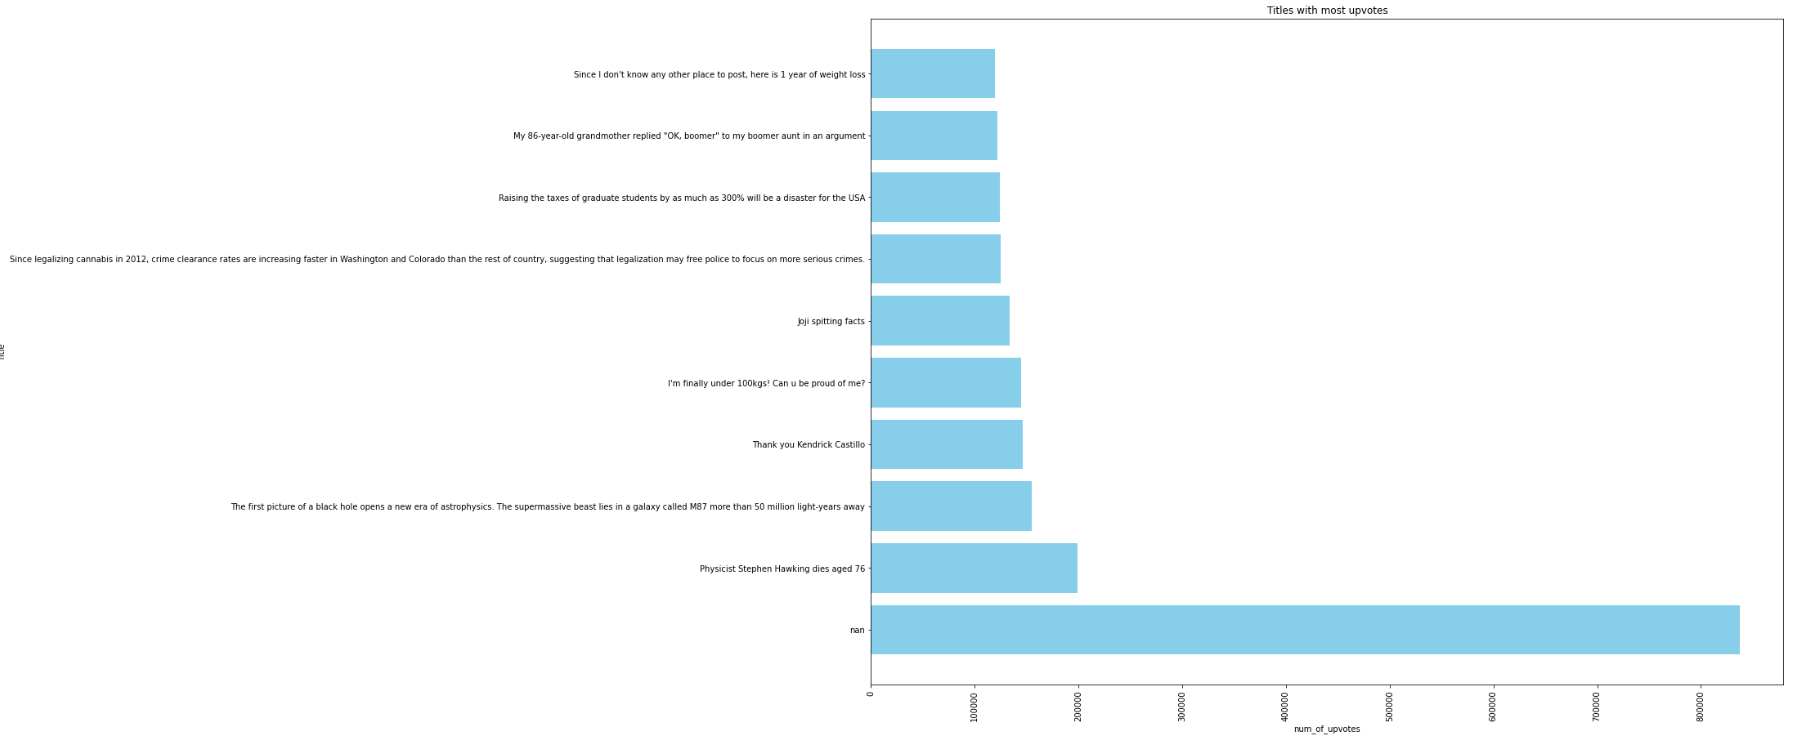 Titles with most upvotes
Since I don't know any other place to post, here is 1 year of weight loss
My 86-year-old grandmother replied "OK, boomer" to my boomer aunt in an argument
Raising the taxes of graduate students by as much as 300% will be a disaster for the USA
Since legalizing cannabis in 2012, crime clearance rates are increasing faster in Washington and Colorado than the rest of country, suggesting that legalization may free police to focus on more serious crimes.
Joji spitting facts
I'm finally under 100kgs! Can u be proud of me?
Thank you Kendrick Castillo
The first picture of a black hole opens a new era of astrophysics. The supermassive beast lies in a galaxy called M87 more than 50 million light-years away
Physicist Stephen Hawking dies aged 76
nan
0
100000
200000
300000
400000
500000
600000
700000
800000
num_of_upvotes